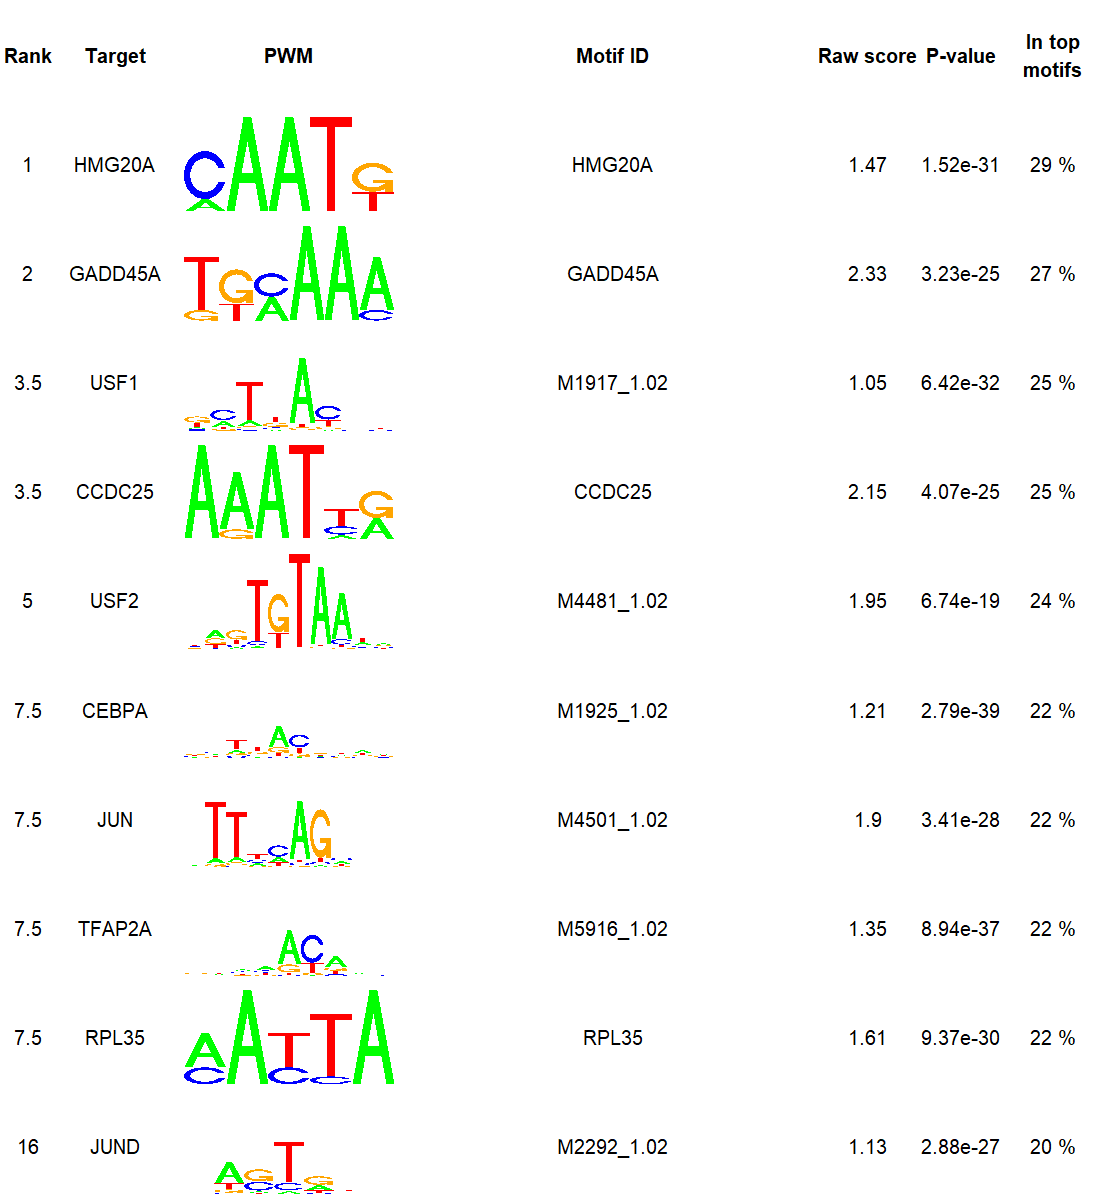 Rank Target PWM Motif ID Raw score P-value In top motifs
1 HMG20A HMG20A 1.47 1.52e-31 29 %
2 GADD45A GADD45A 2.33 3.23e-25 27 %
3.5 USF1 M1917_1.02 1.05 6.42e-32 25 %
3.5 CCDC25 CCDC25 2.15 4.07e-25 25 %
5 USF2 M4481_1.02 1.95 6.74e-19 24 %
7.5 CEBPA M1925_1.02 1.21 2.79e-39 22 %
7.5 JUN M4501_1.02 1.9 3.41e-28 22 %
7.5 TFAP2A M5916_1.02 1.35 8.94e-37 22 %
7.5 RPL35 RPL35 1.61 9.37e-30 22 %
16 JUND M2292_1.02 1.13 2.88e-27 20 %